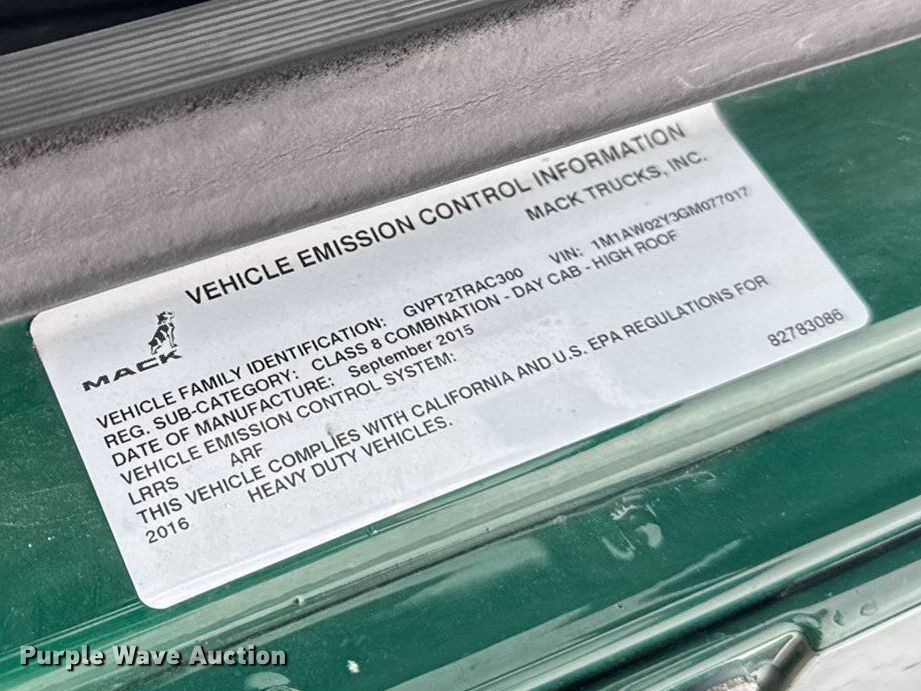 VEHICLE EMISSION CONTROL INFORMATION
MACK TRUCKS, INC.
MACK
VEHICLE FAMILY IDENTIFICATION: GVPT2TRAC300 VIN: 1M1AW02Y3GM077017
REG. SUB-CATEGORY: CLASS 8 COMBINATION - DAY CAB - HIGH ROOF
DATE OF MANUFACTURE: September 2015
VEHICLE EMISSION CONTROL SYSTEM:
LRRS ARF
THIS VEHICLE COMPLIES WITH CALIFORNIA AND U.S. EPA REGULATIONS FOR
2016 HEAVY DUTY VEHICLES.
82783086
Purple Wave Auction